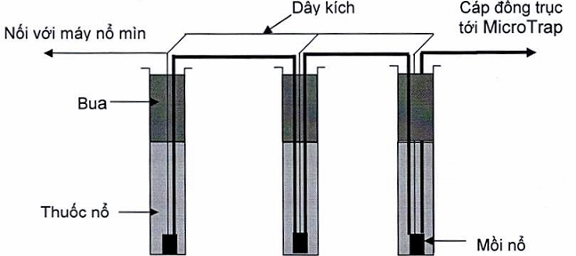 Dây kích
Cáp đồng trục
tới MicroTrap
Nối với máy nổ mìn
Bua
Thuốc nổ
Mồi nổ